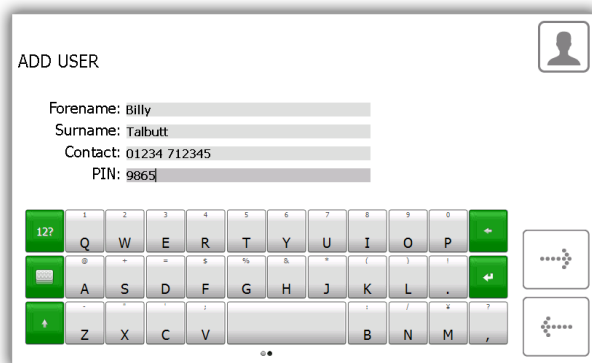 ADD USER
Forename: Billy
Surname: Talbutt
Contact: 01234 712345
PIN: 9865
12?
1 2 3 4 5 6 7 8 9 0
Q W E R T Y U I O P
@ + = $ % & * ( ) !
A S D F G H J K L .
- " ' ; : / ¥ ?
Z X C V B N M ,